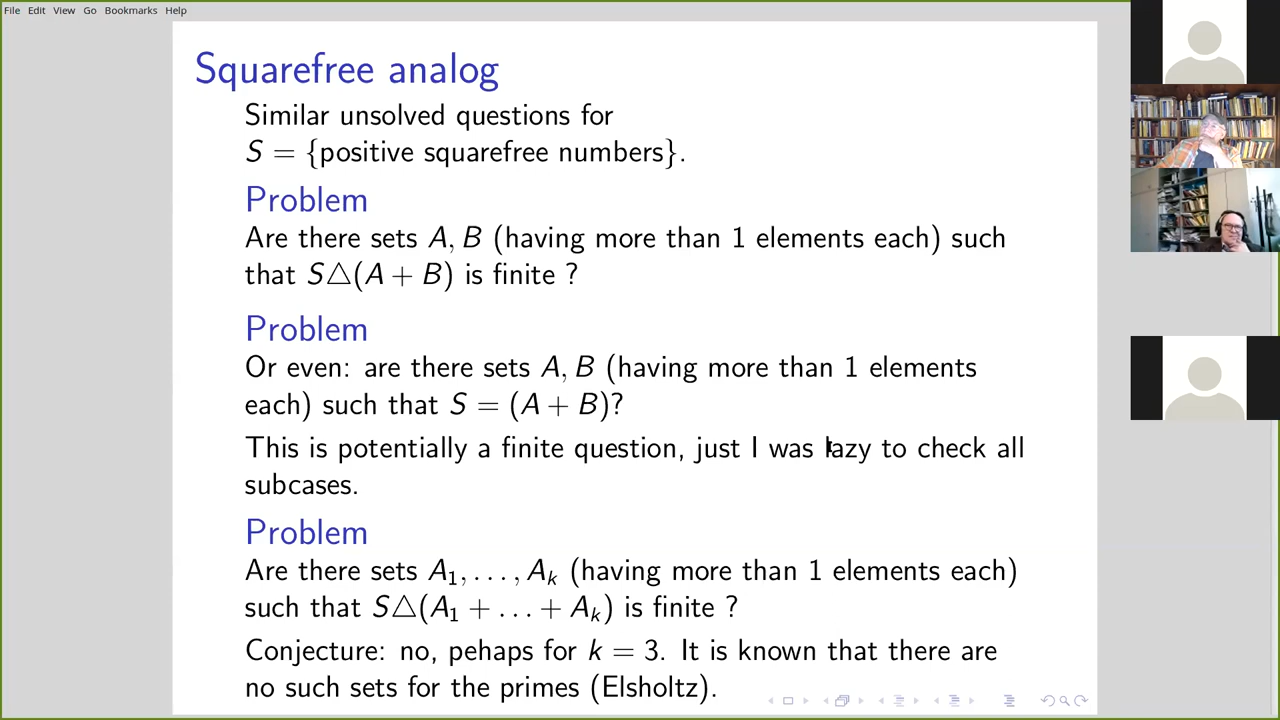 File Edit View Go Bookmarks Help
Squarefree analog
Similar unsolved questions for
S = {positive squarefree numbers}.
Problem
Are there sets A, B (having more than 1 elements each) such
that S△(A + B) is finite ?
Problem
Or even: are there sets A, B (having more than 1 elements
each) such that S = (A + B)?
This is potentially a finite question, just I was lazy to check all
subcases.
Problem
Are there sets A₁, . . . , Aₖ (having more than 1 elements each)
such that S△(A₁ + . . . + Aₖ) is finite ?
Conjecture: no, pehaps for k = 3. It is known that there are
no such sets for the primes (Elsholtz).